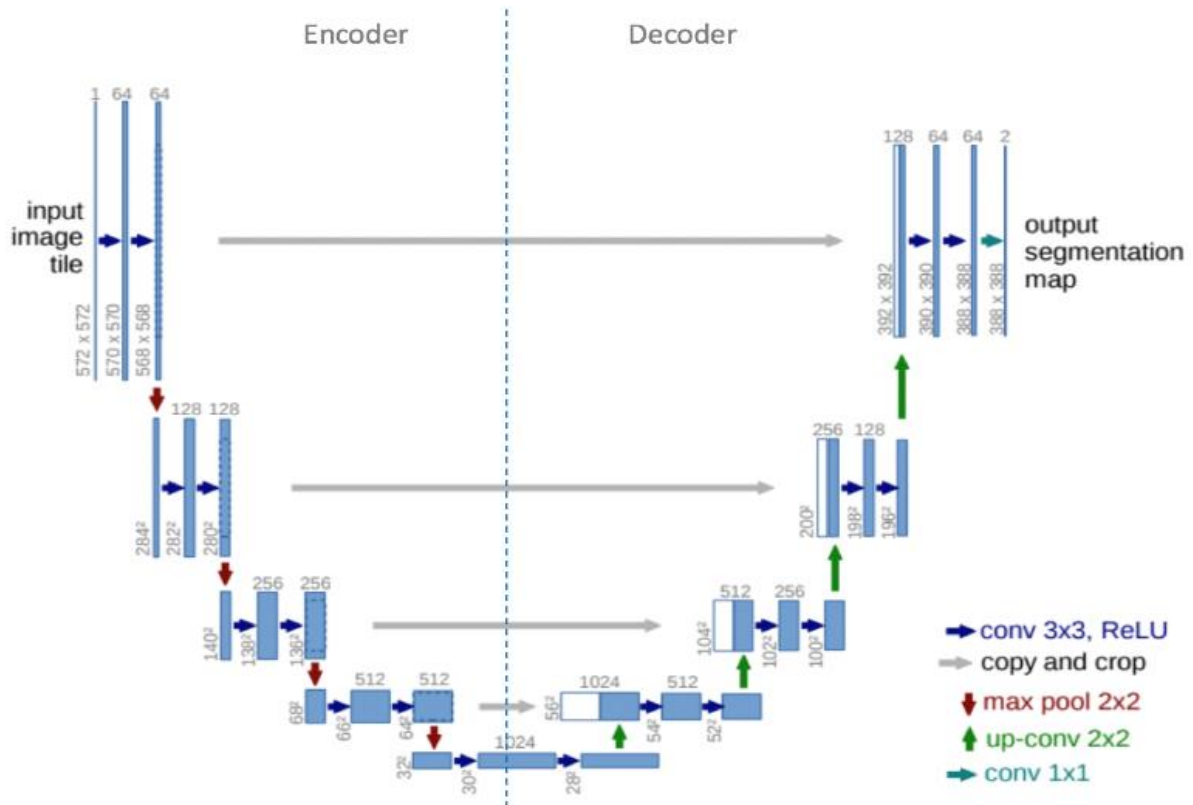 Encoder
Decoder
1 64 64
128 64 64 2
input
image
tile
output
segmentation
map
572 x 572
570 x 570
568 x 568
392 x 392
390 x 390
388 x 388
388 x 388
128 128
256 128
284²
282²
280²
200²
198²
196²
256 256
512 256
140²
138²
136²
104²
102²
100²
512 512
1024 512
68²
66²
64²
56²
54²
52²
1024
32²
30²
28²
conv 3x3, ReLU
copy and crop
max pool 2x2
up-conv 2x2
conv 1x1